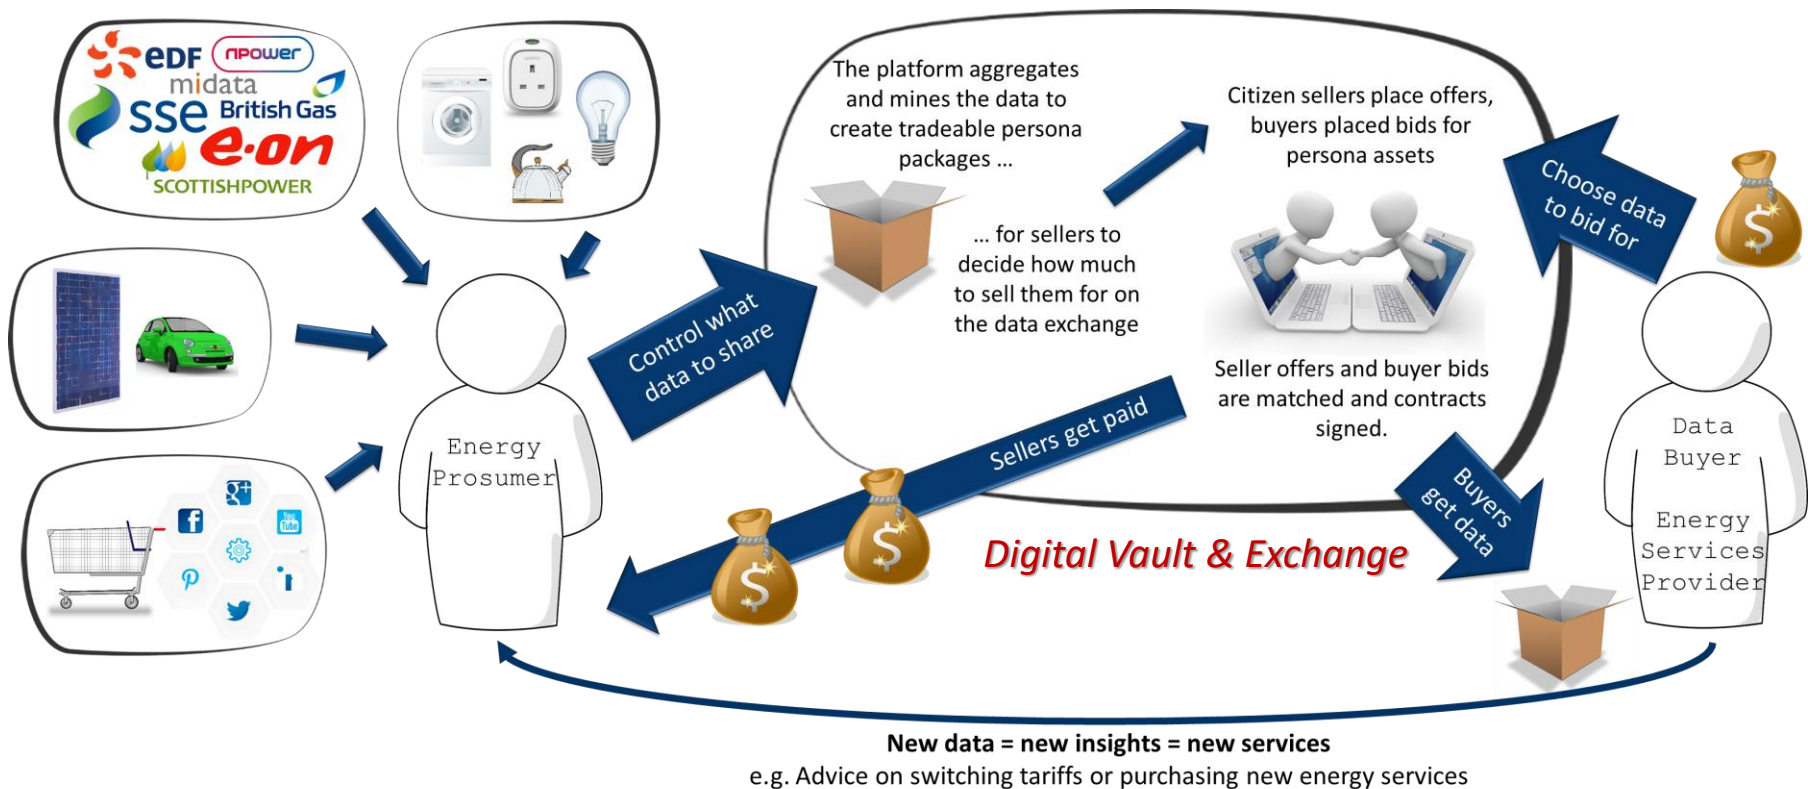 eDF
npower
midata
sse
British Gas
e·on
SCOTTISHPOWER
g+
f
You
Tube
The platform aggregates
and mines the data to
create tradeable persona
packages ...
... for sellers to
decide how much
to sell them for on
the data exchange
Citizen sellers place offers,
buyers placed bids for
persona assets
Seller offers and buyer bids
are matched and contracts
signed.
Choose data
to bid for
$
Control what
data to share
Energy
Prosumer
Sellers get paid
$
$
Buyers
get data
Data
Buyer
Energy
Services
Provider
Digital Vault & Exchange
New data = new insights = new services
e.g. Advice on switching tariffs or purchasing new energy services